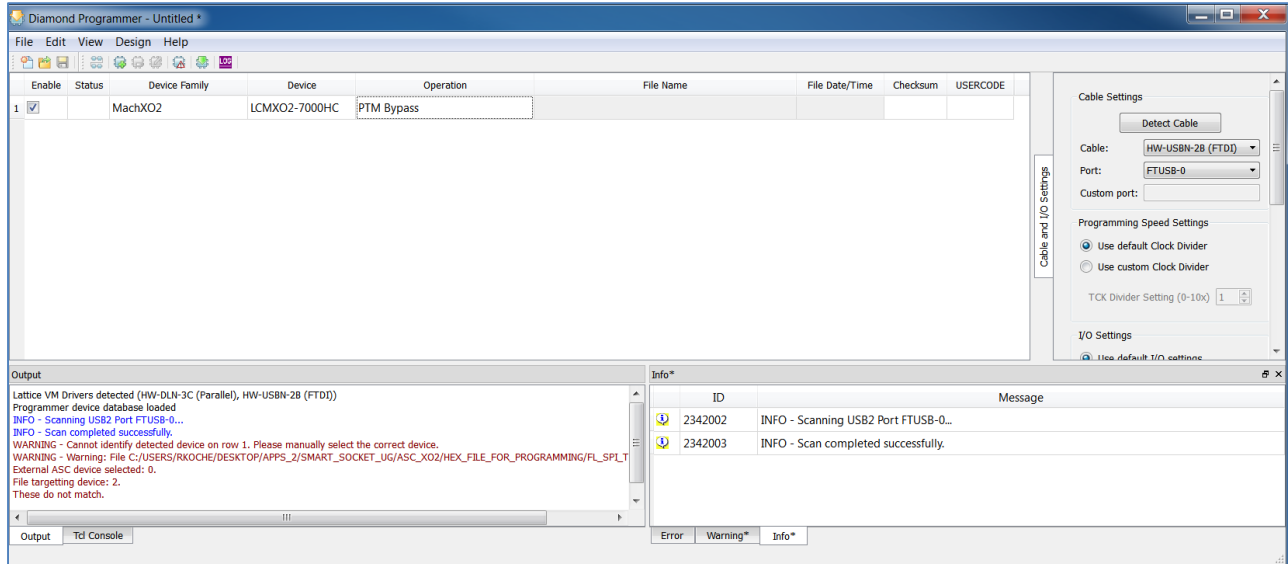 Diamond Programmer - Untitled *
File Edit View Design Help
LOG
Enable Status Device Family Device Operation File Name File Date/Time Checksum USERCODE
1 MachXO2 LCMXO2-7000HC PTM Bypass
Cable and I/O Settings
Cable Settings
Detect Cable
Cable: HW-USBN-2B (FTDI)
Port: FTUSB-0
Custom port:
Programming Speed Settings
Use default Clock Divider
Use custom Clock Divider
TCK Divider Setting (0-10x) 1
I/O Settings
Use default I/O settings
Output
Lattice VM Drivers detected (HW-DLN-3C (Parallel), HW-USBN-2B (FTDI))
Programmer device database loaded
INFO - Scanning USB2 Port FTUSB-0...
INFO - Scan completed successfully.
WARNING - Cannot identify detected device on row 1. Please manually select the correct device.
WARNING - Warning: File C:/USERS/RKOCHE/DESKTOP/APPS_2/SMART_SOCKET_UG/ASC_XO2/HEX_FILE_FOR_PROGRAMMING/FL_SPI_T
External ASC device selected: 0.
File targetting device: 2.
These do not match.
Output Tcl Console
Info*
ID Message
2342002 INFO - Scanning USB2 Port FTUSB-0...
2342003 INFO - Scan completed successfully.
Error Warning* Info*